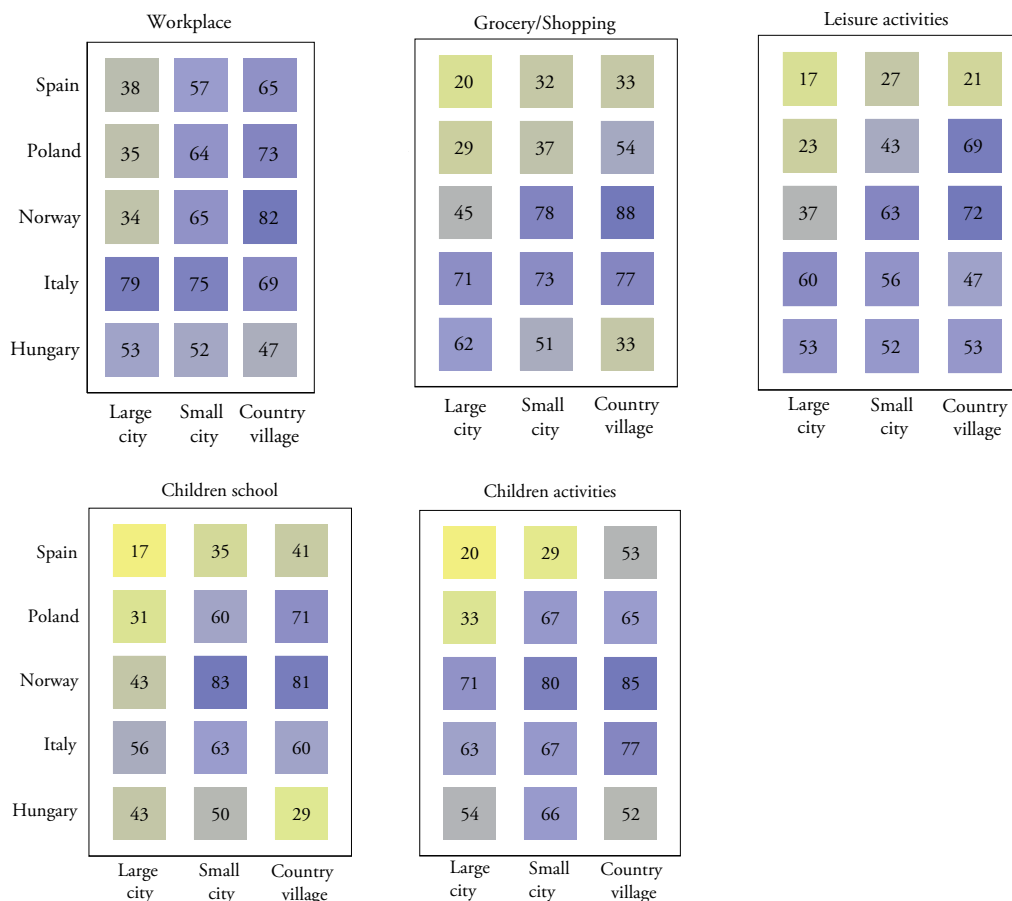 Workplace
Grocery/Shopping
Leisure activities
Spain 38 57 65
20 32 33
17 27 21
Poland 35 64 73
29 37 54
23 43 69
Norway 34 65 82
45 78 88
37 63 72
Italy 79 75 69
71 73 77
60 56 47
Hungary 53 52 47
62 51 33
53 52 53
Large Small Country
city city village
Large Small Country
city city village
Large Small Country
city city village
Children school
Children activities
Spain 17 35 41
20 29 53
Poland 31 60 71
33 67 65
Norway 43 83 81
71 80 85
Italy 56 63 60
63 67 77
Hungary 43 50 29
54 66 52
Large Small Country
city city village
Large Small Country
city city village